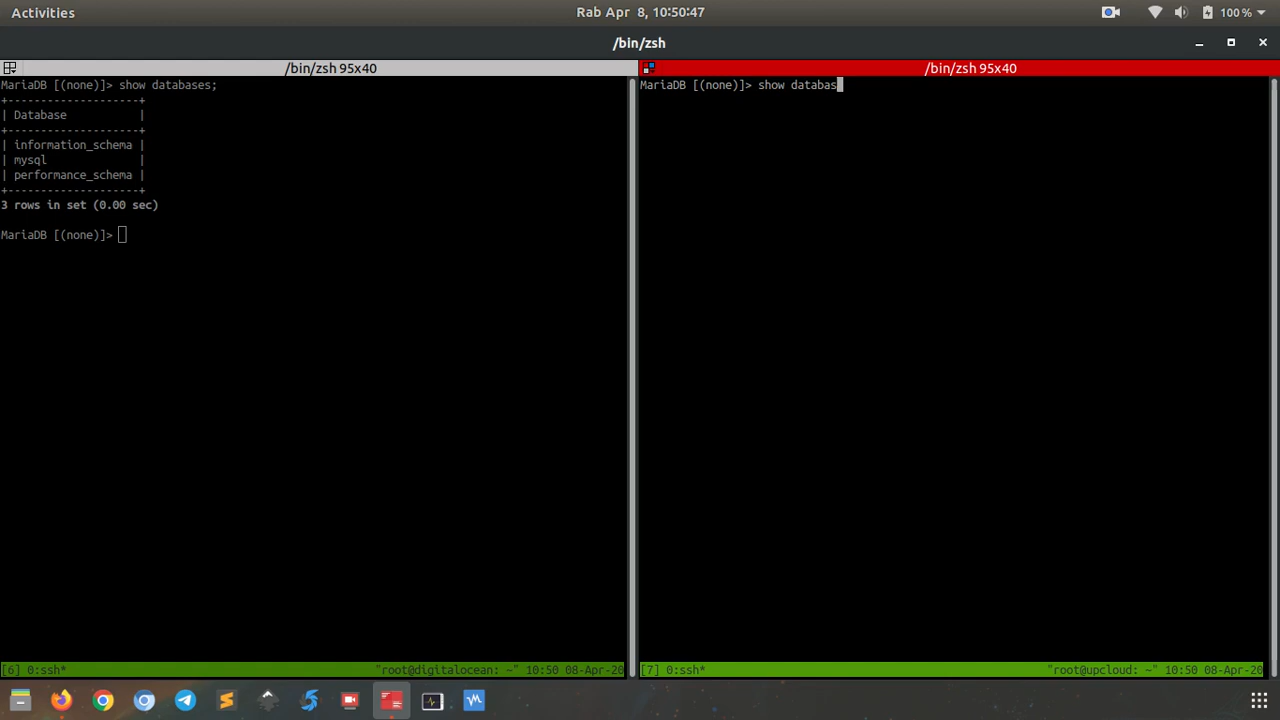 Activities
Rab Apr 8, 10:50:47
100 %
/bin/zsh
/bin/zsh 95x40
MariaDB [(none)]> show databases;
+--------------------+
| Database           |
+--------------------+
| information_schema |
| mysql              |
| performance_schema |
+--------------------+
3 rows in set (0.00 sec)
MariaDB [(none)]>
[6] 0:ssh* "root@digitalocean: ~" 10:50 08-Apr-20
/bin/zsh 95x40
MariaDB [(none)]> show databas
[7] 0:ssh* "root@upcloud: ~" 10:50 08-Apr-20